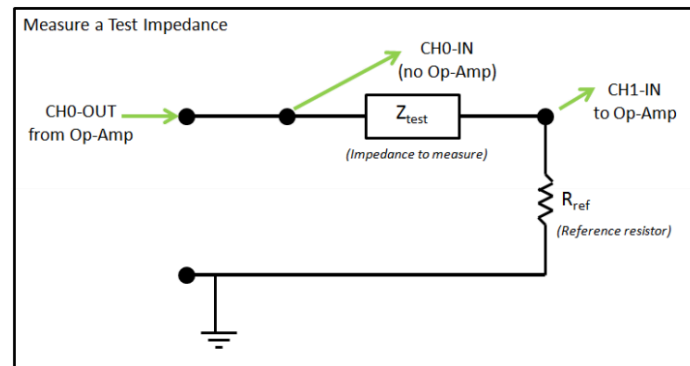 Measure a Test Impedance
CH0-IN
(no Op-Amp)
CH1-IN
to Op-Amp
CH0-OUT
from Op-Amp
Ztest
(Impedance to measure)
Rref
(Reference resistor)